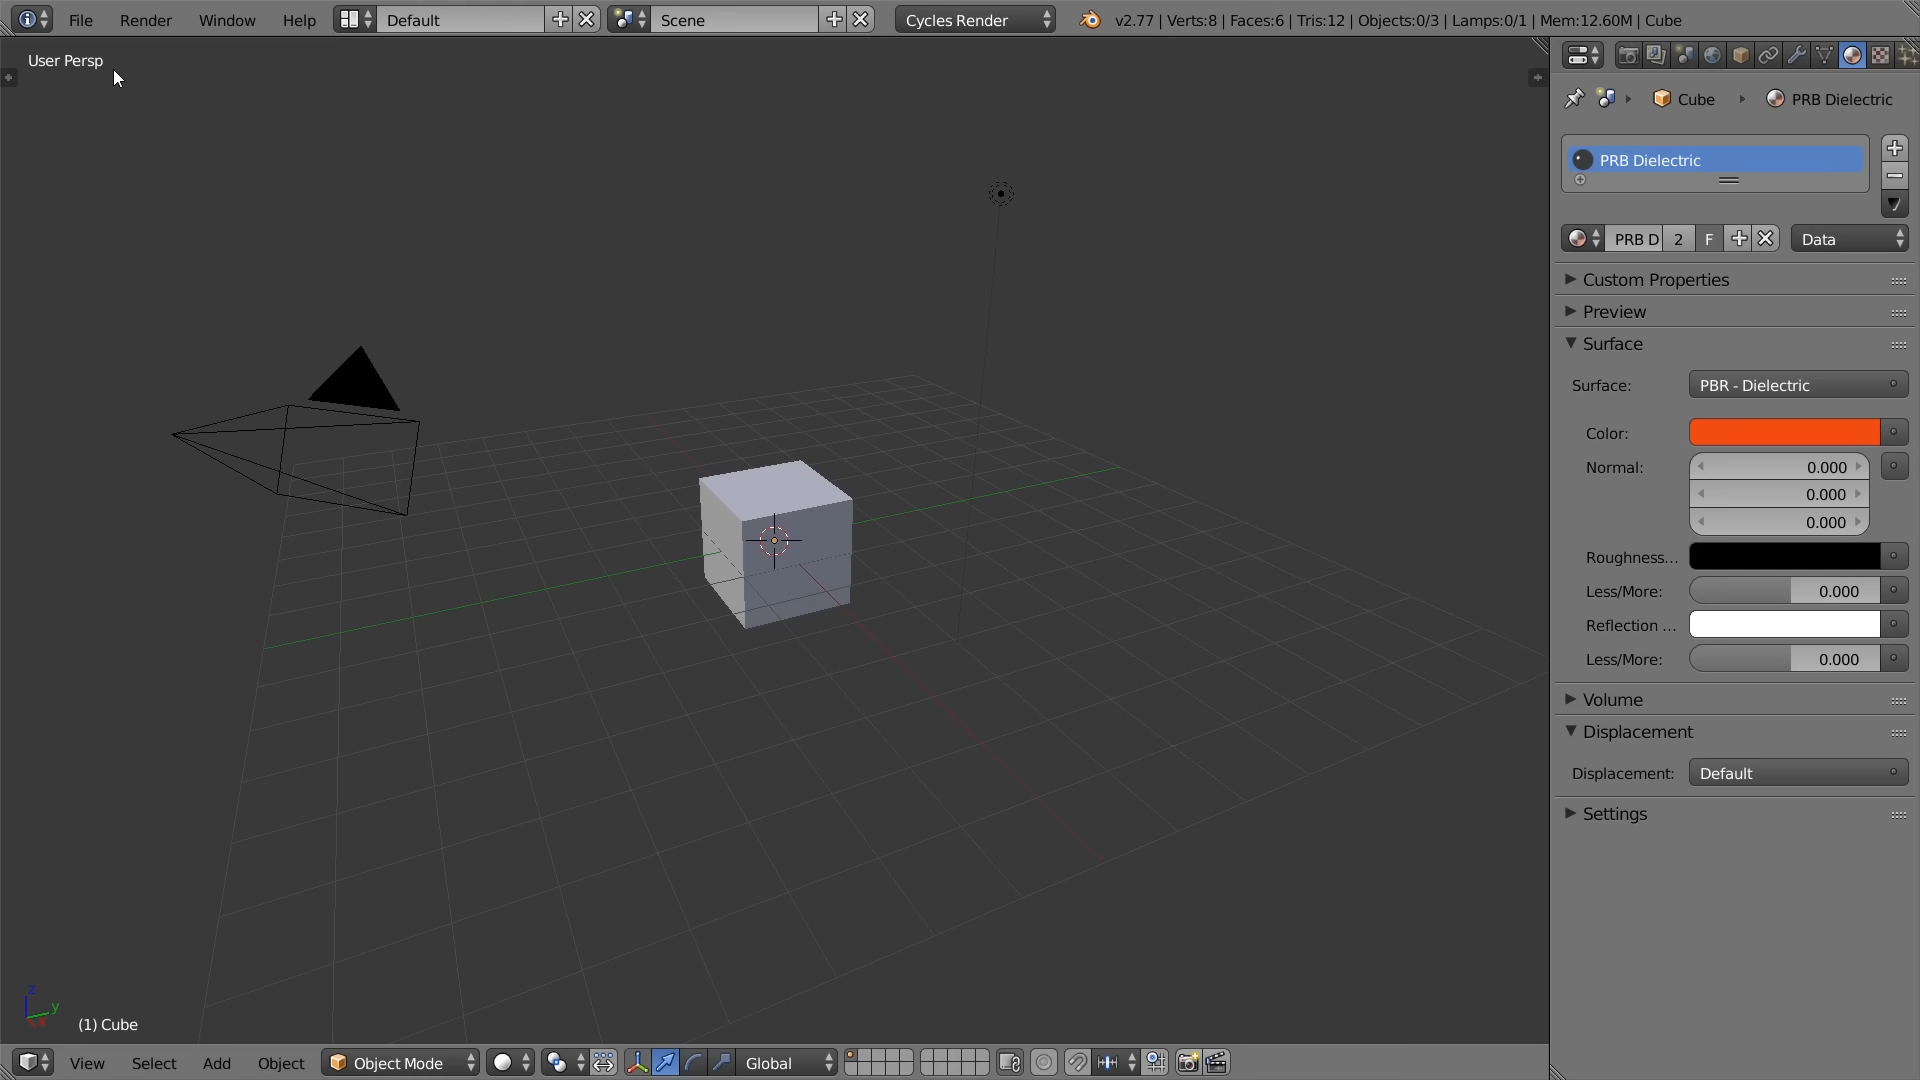 File Render Window Help Default Scene Cycles Render v2.77 | Verts:8 | Faces:6 | Tris:12 | Objects:0/3 | Lamps:0/1 | Mem:12.60M | Cube
User Persp
Cube PRB Dielectric
PRB Dielectric
PRB D 2 F Data
Custom Properties
Preview
Surface
Surface: PBR - Dielectric
Color:
Normal: 0.000
0.000
0.000
Roughness...
Less/More: 0.000
Reflection ...
Less/More: 0.000
Volume
Displacement
Displacement: Default
Settings
z
y
x
(1) Cube
View Select Add Object Object Mode Global